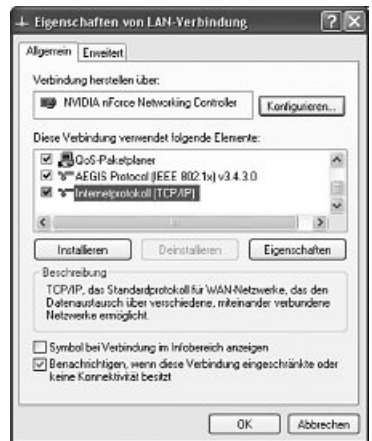 Eigenschaften von LAN-Verbindung
Allgemein Erweitert
Verbindung herstellen über:
NVIDIA nForce Networking Controller
Konfigurieren...
Diese Verbindung verwendet folgende Elemente:
QoS-Paketplaner
AEGIS Protocol (IEEE 802.1x) v3.4.3.0
Internetprotokoll (TCP/IP)
Installieren Deinstallieren Eigenschaften
Beschreibung
TCP/IP, das Standardprotokoll für WAN-Netzwerke, das den
Datenaustausch über verschiedene, miteinander verbundene
Netzwerke ermöglicht.
Symbol bei Verbindung im Infobereich anzeigen
Benachrichtigen, wenn diese Verbindung eingeschränkte oder
keine Konnektivität besitzt
OK Abbrechen